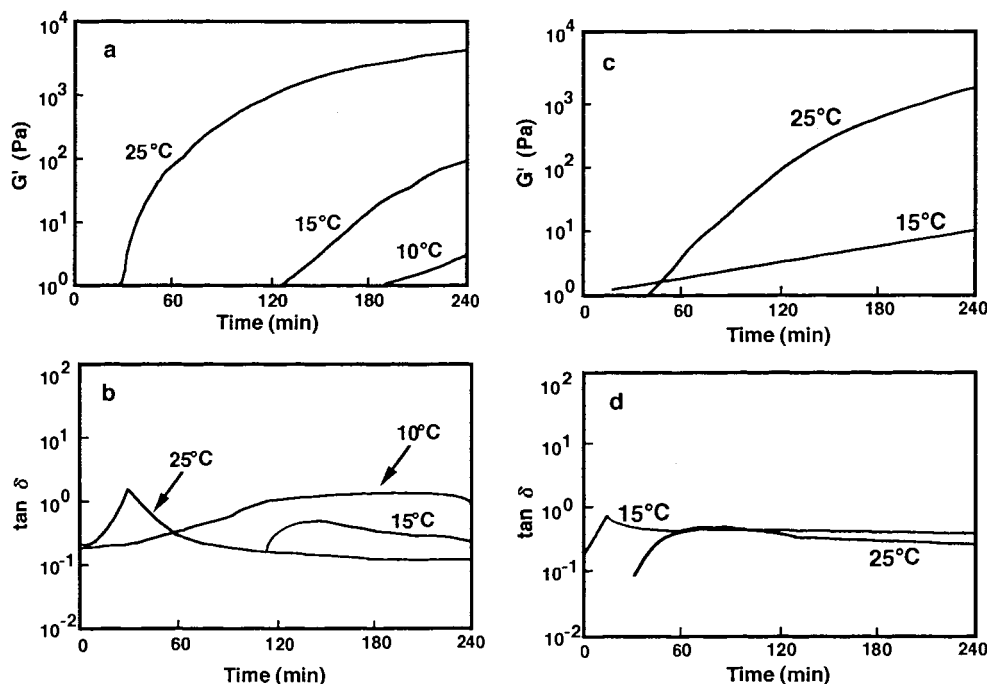 a
10⁴
10³
10²
10¹
10⁰
G' (Pa)
25°C
15°C
10°C
0 60 120 180 240
Time (min)
c
10⁴
10³
10²
10¹
10⁰
G' (Pa)
25°C
15°C
0 60 120 180 240
Time (min)
b
10²
10¹
10⁰
10⁻¹
10⁻²
tan δ
25°C
10°C
15°C
0 60 120 180 240
Time (min)
d
10²
10¹
10⁰
10⁻¹
10⁻²
tan δ
15°C
25°C
0 60 120 180 240
Time (min)